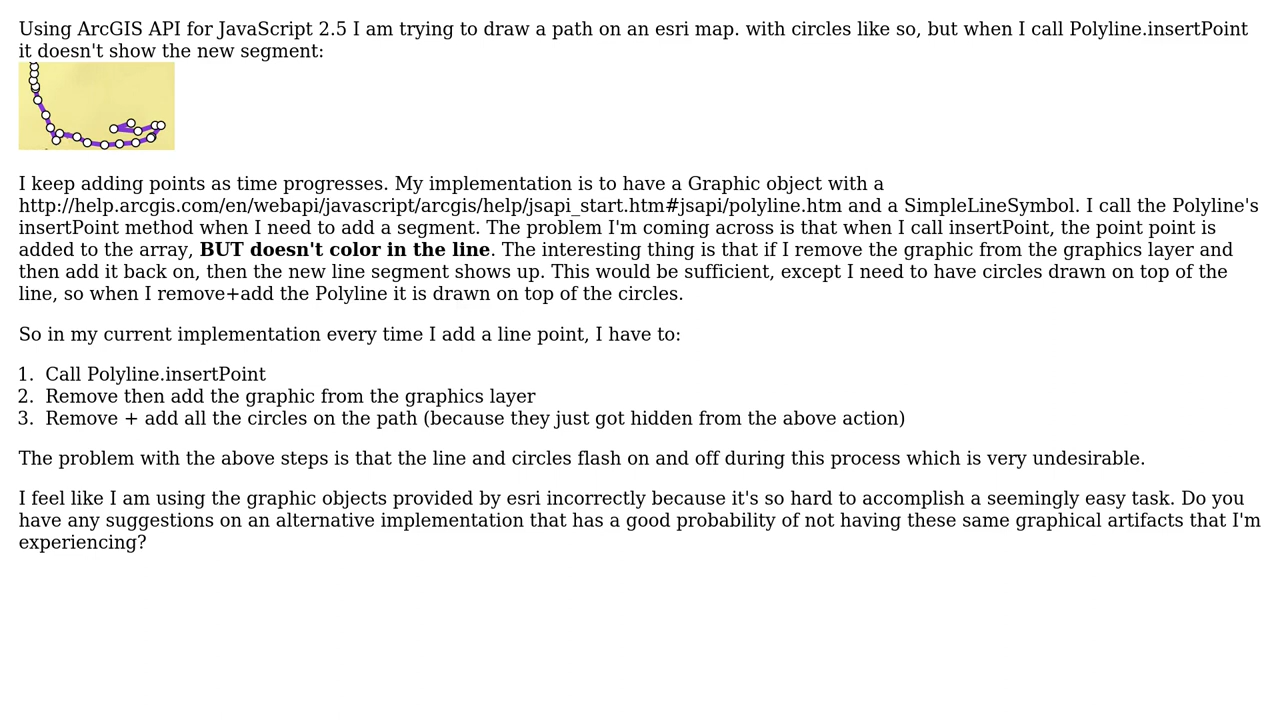 Using ArcGIS API for JavaScript 2.5 I am trying to draw a path on an esri map. with circles like so, but when I call Polyline.insertPoint
it doesn't show the new segment:
I keep adding points as time progresses. My implementation is to have a Graphic object with a
http://help.arcgis.com/en/webapi/javascript/arcgis/help/jsapi_start.htm#jsapi/polyline.htm and a SimpleLineSymbol. I call the Polyline's
insertPoint method when I need to add a segment. The problem I'm coming across is that when I call insertPoint, the point point is
added to the array, BUT doesn't color in the line. The interesting thing is that if I remove the graphic from the graphics layer and
then add it back on, then the new line segment shows up. This would be sufficient, except I need to have circles drawn on top of the
line, so when I remove+add the Polyline it is drawn on top of the circles.
So in my current implementation every time I add a line point, I have to:
1. Call Polyline.insertPoint
2. Remove then add the graphic from the graphics layer
3. Remove + add all the circles on the path (because they just got hidden from the above action)
The problem with the above steps is that the line and circles flash on and off during this process which is very undesirable.
I feel like I am using the graphic objects provided by esri incorrectly because it's so hard to accomplish a seemingly easy task. Do you
have any suggestions on an alternative implementation that has a good probability of not having these same graphical artifacts that I'm
experiencing?